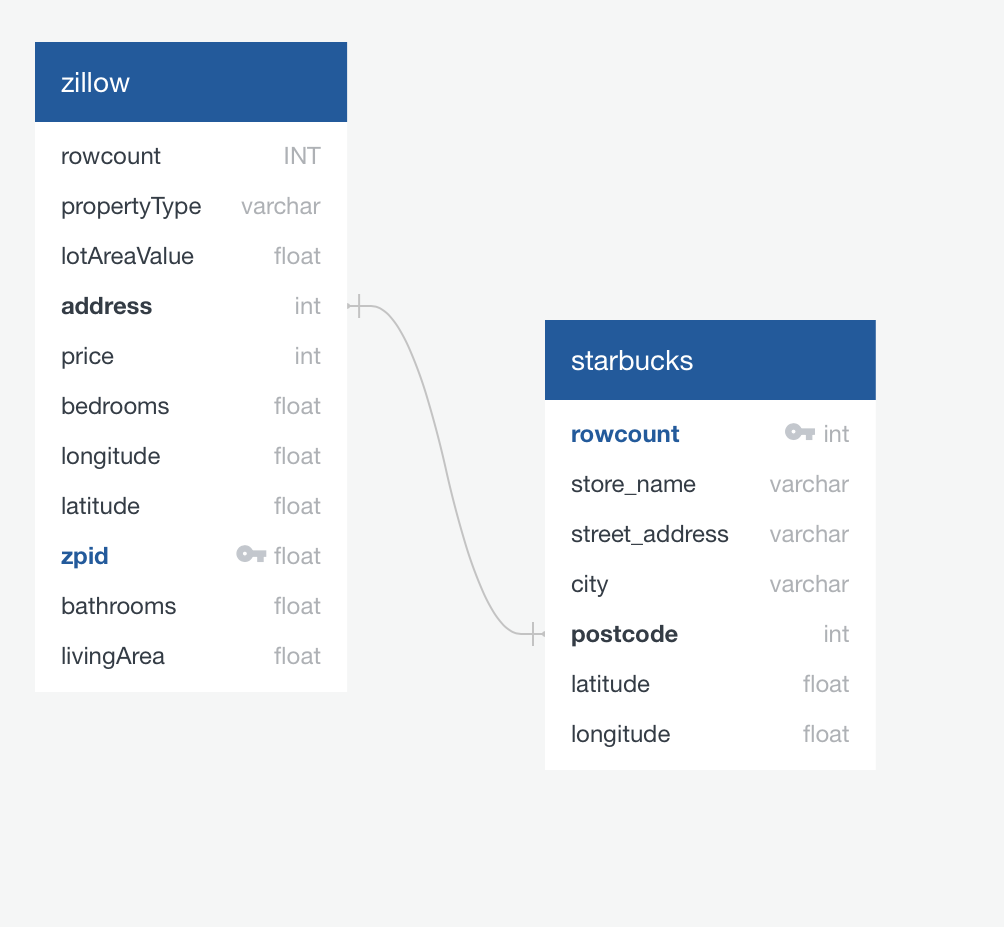 zillow
rowcount INT
propertyType varchar
lotAreaValue float
address int
price int
bedrooms float
longitude float
latitude float
zpid float
bathrooms float
livingArea float
starbucks
rowcount int
store_name varchar
street_address varchar
city varchar
postcode int
latitude float
longitude float